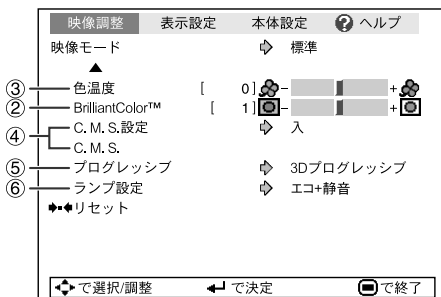 映像調整 表示設定 本体設定 ? ヘルプ
映像モード 標準
▲
③ 色温度 [ 0] - +
② BrilliantColor™ [ 1] - +
④ C. M. S.設定 入
C. M. S.
⑤ プログレッシブ 3Dプログレッシブ
⑥ ランプ設定 エコ+静音
リセット
で選択/調整 で決定 で終了